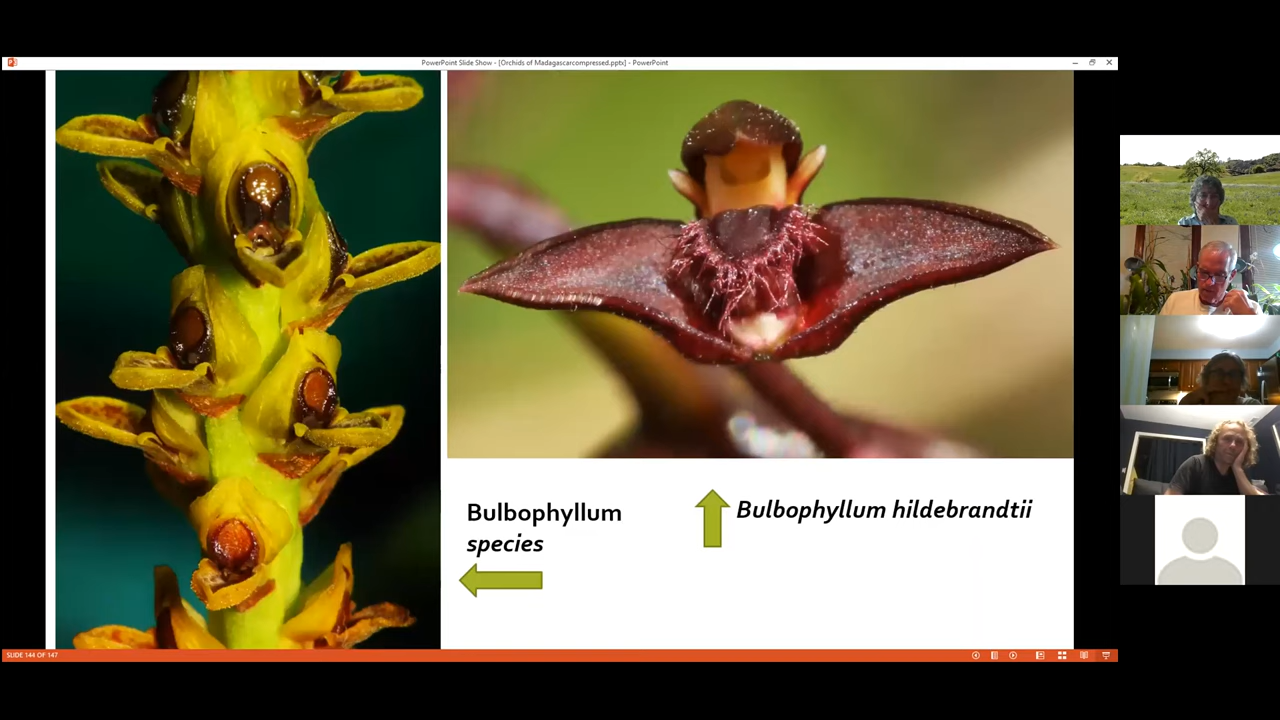 PowerPoint Slide Show - [Orchids of Madagascarcompressed.pptx] - PowerPoint
Bulbophyllum
species
Bulbophyllum hildebrandtii
SLIDE 144 OF 147